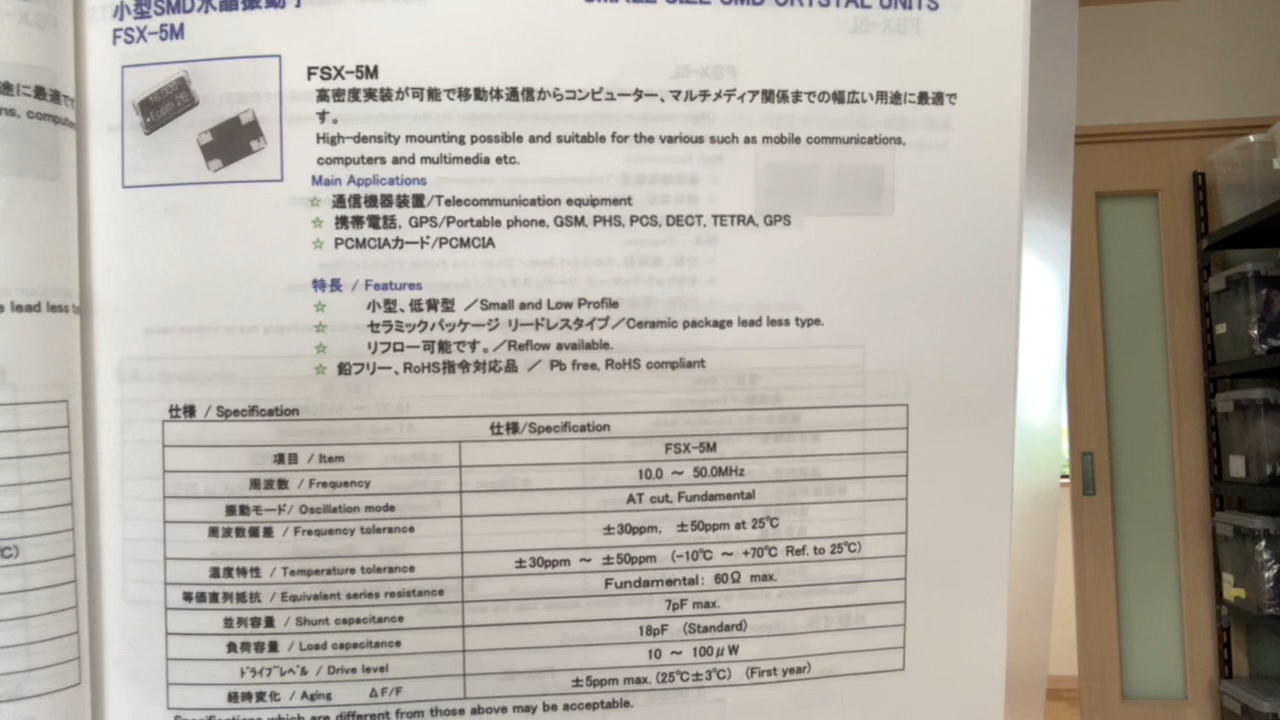 小型SMD水晶振動子
SMALL SIZE SMD CRYSTAL UNITS
FSX-5M
FSX-5M
高密度実装が可能で移動体通信からコンピューター、マルチメディア関係までの幅広い用途に最適で
す。
High-density mounting possible and suitable for the various such as mobile communications,
computers and multimedia etc.
Main Applications
☆ 通信機器装置/Telecommunication equipment
☆ 携帯電話, GPS/Portable phone, GSM, PHS, PCS, DECT, TETRA, GPS
☆ PCMCIAカード/PCMCIA
特長 / Features
☆ 小型、低背型 ／Small and Low Profile
☆ セラミックパッケージ リードレスタイプ／Ceramic package lead less type.
☆ リフロー可能です。／Reflow available.
☆ 鉛フリー、RoHS指令対応品 ／ Pb free, RoHS compliant
仕様 / Specification
仕様/Specification
項目 / Item FSX-5M
周波数 / Frequency 10.0 ～ 50.0MHz
振動モード/ Oscillation mode AT cut, Fundamental
周波数偏差 / Frequency tolerance ±30ppm, ±50ppm at 25℃
温度特性 / Temperature tolerance ±30ppm ～ ±50ppm (-10℃ ～ +70℃ Ref. to 25℃)
等価直列抵抗 / Equivalent series resistance Fundamental: 60Ω max.
並列容量 / Shunt capacitance 7pF max.
負荷容量 / Load capacitance 18pF (Standard)
ﾄﾞﾗｲﾌﾞﾚﾍﾞﾙ / Drive level 10 ～ 100μW
経時変化 / Aging ΔF/F ±5ppm max. (25℃±3℃) (First year)
Specifications which are different from those above may be acceptable.
途に最適で
ns, computer
lead less
℃)